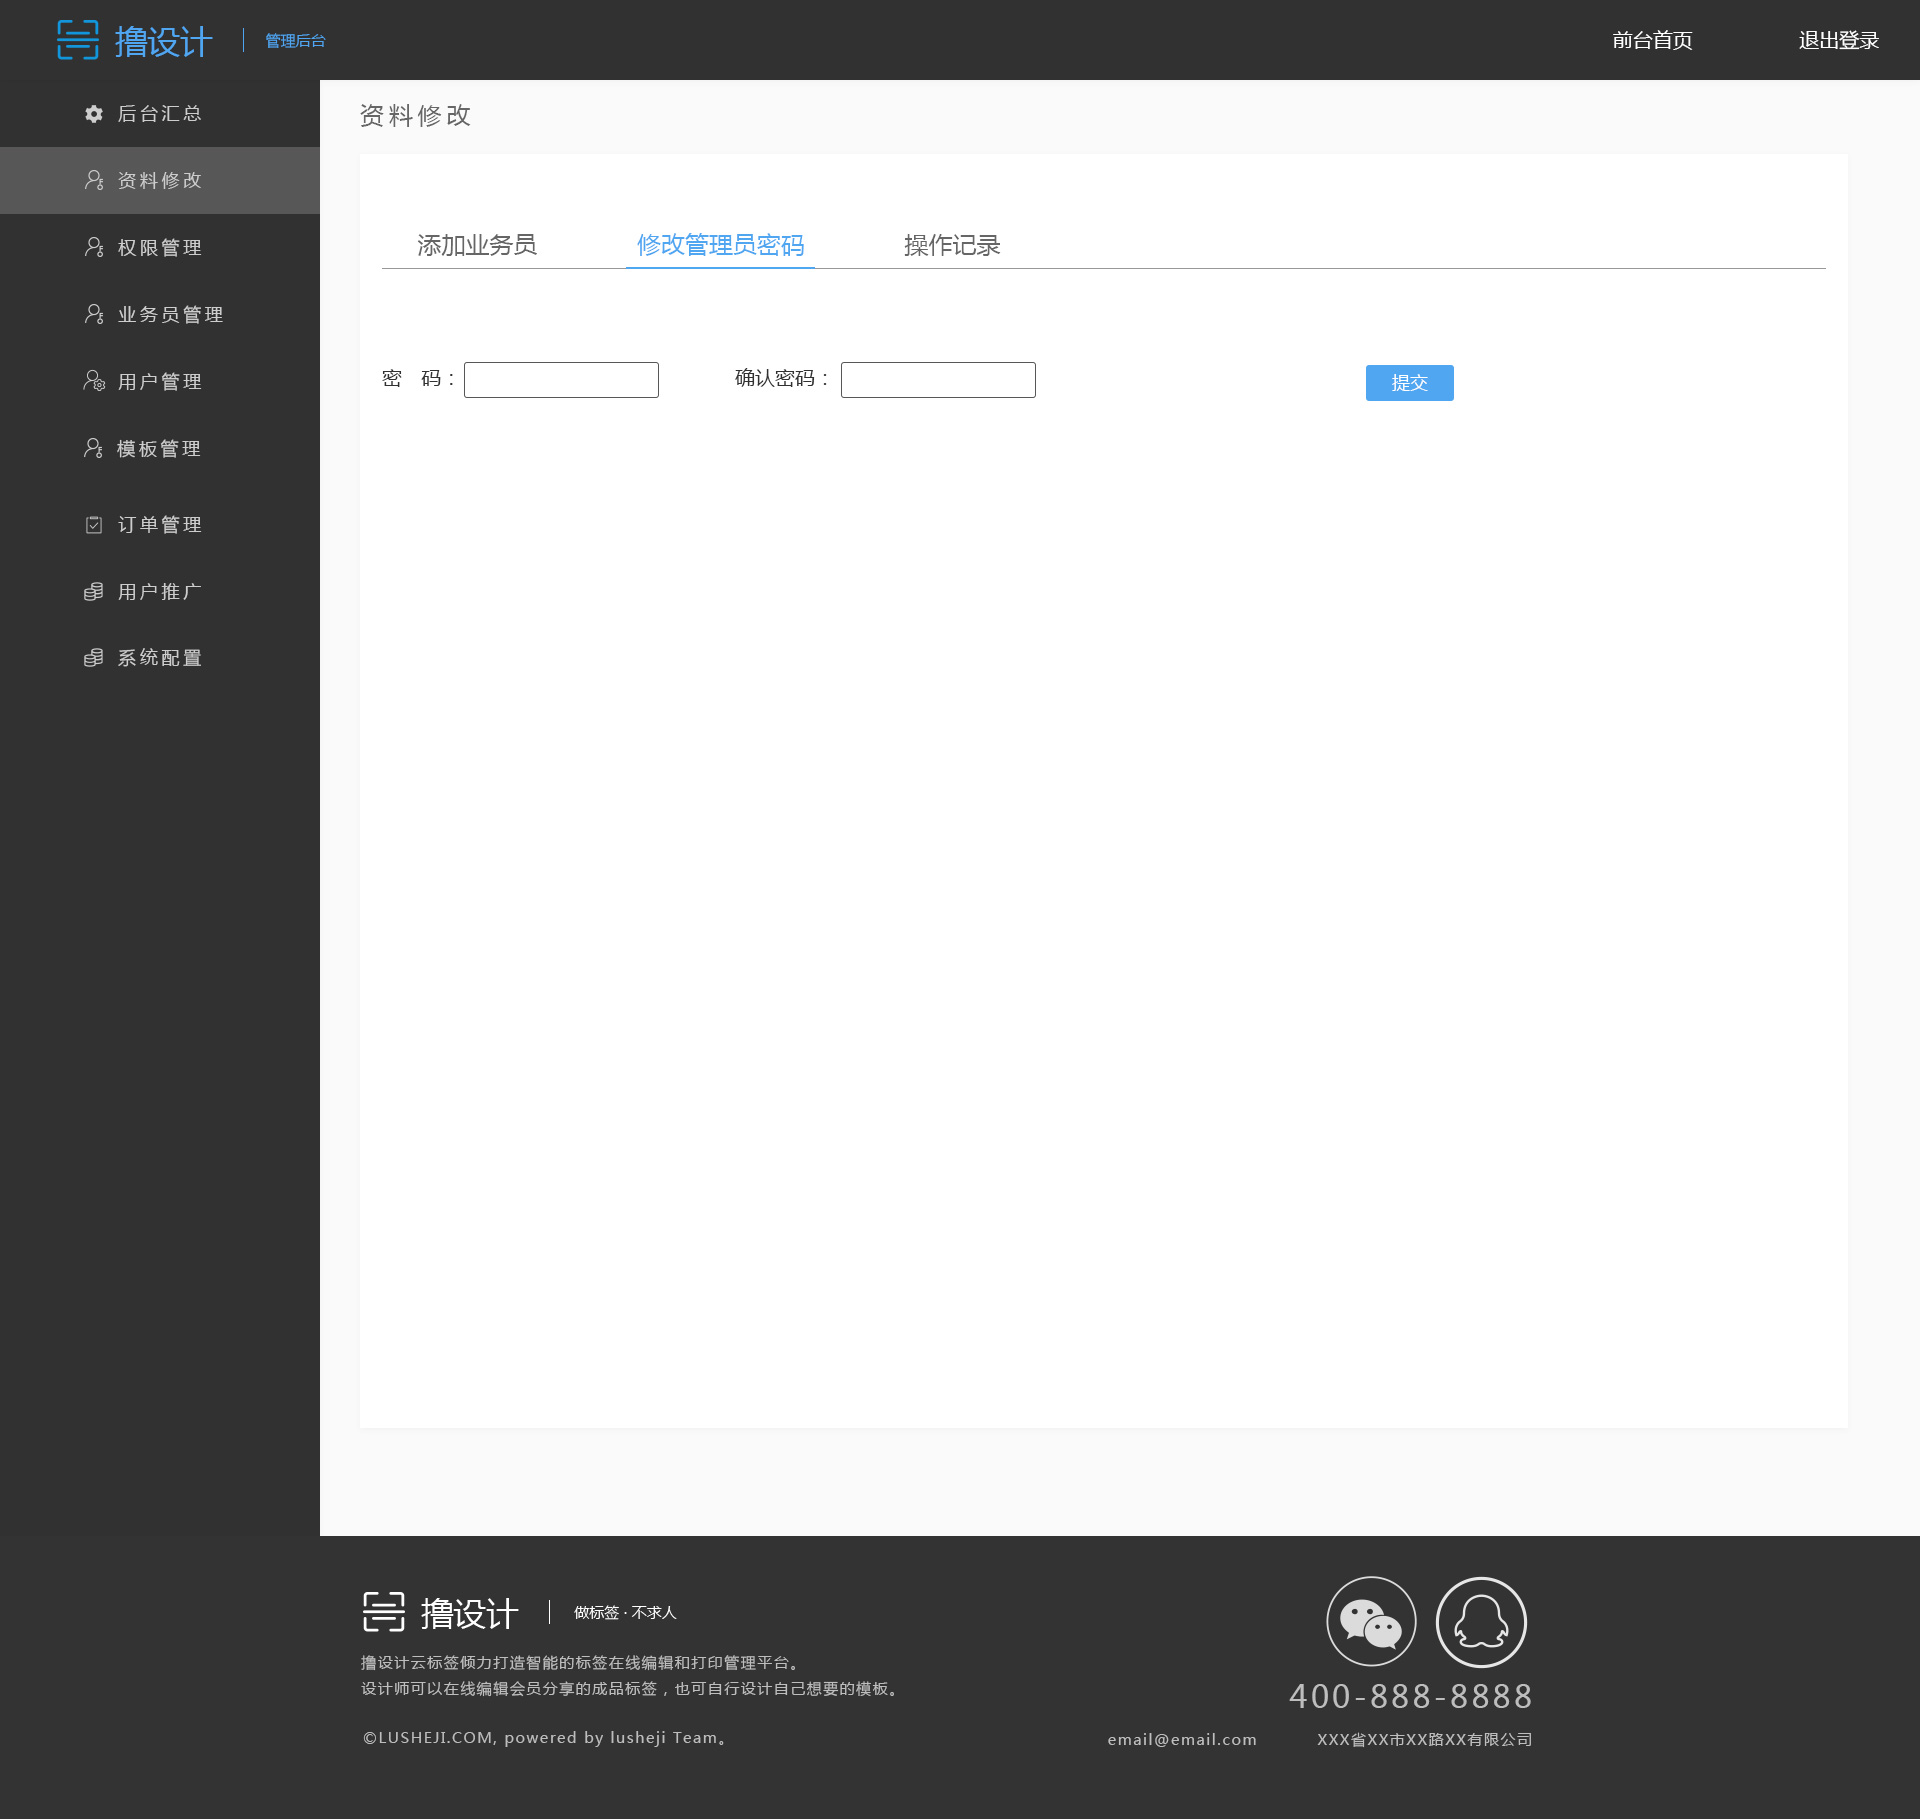 撸设计 管理后台 前台首页 退出登录
后台汇总
资料修改
权限管理
业务员管理
用户管理
模板管理
订单管理
用户推广
系统配置
资料修改
添加业务员 修改管理员密码 操作记录
密 码： 确认密码： 提交
撸设计 做标签·不求人
撸设计云标签倾力打造智能的标签在线编辑和打印管理平台。
设计师可以在线编辑会员分享的成品标签，也可自行设计自己想要的模板。
©LUSHEJI.COM, powered by lusheji Team。
400-888-8888
email@email.com XXX省XX市XX路XX有限公司